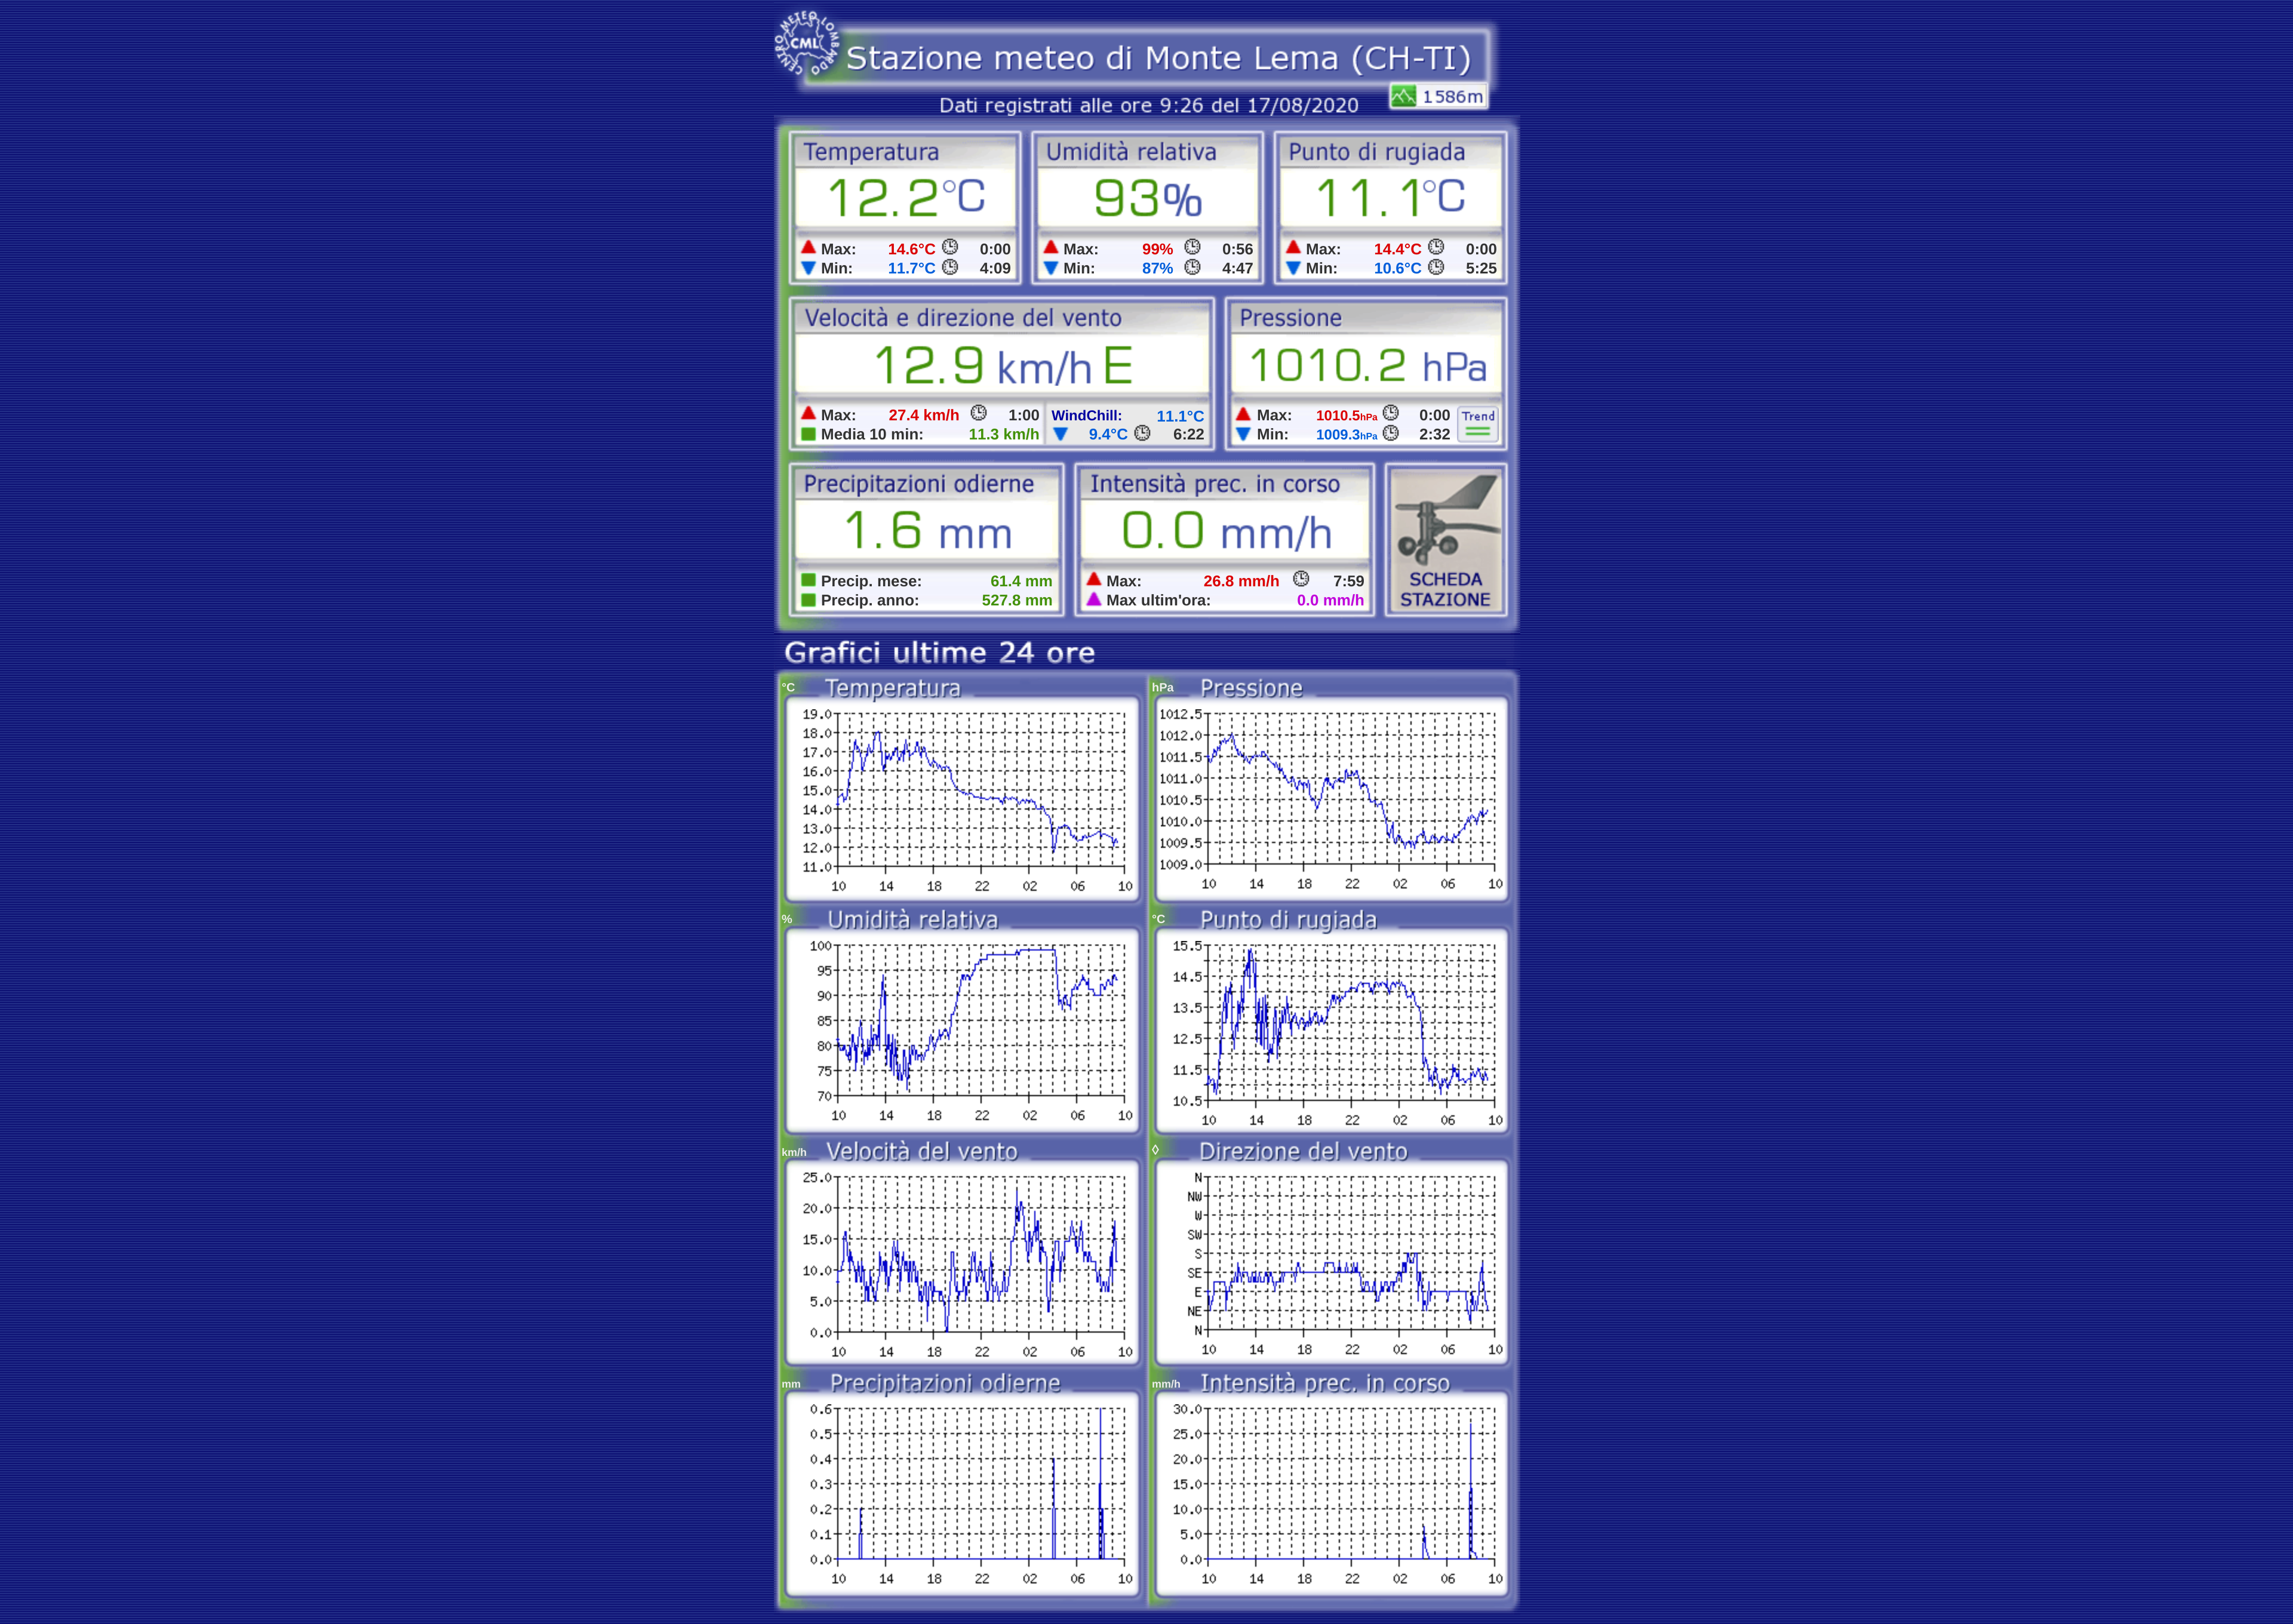 CENTRO METEO LOMBARDO
CML
Stazione meteo di Monte Lema (CH-TI)
1586m
Dati registrati alle ore 9:26 del 17/08/2020
Temperatura
12.2°C
Max: 14.6°C 0:00
Min: 11.7°C 4:09
Umidità relativa
93%
Max: 99% 0:56
Min: 87% 4:47
Punto di rugiada
11.1°C
Max: 14.4°C 0:00
Min: 10.6°C 5:25
Velocità e direzione del vento
12.9 km/h E
Max: 27.4 km/h 1:00
Media 10 min: 11.3 km/h
WindChill: 11.1°C
9.4°C 6:22
Pressione
1010.2 hPa
Max: 1010.5hPa 0:00
Min: 1009.3hPa 2:32
Trend
Precipitazioni odierne
1.6 mm
Precip. mese: 61.4 mm
Precip. anno: 527.8 mm
Intensità prec. in corso
0.0 mm/h
Max: 26.8 mm/h 7:59
Max ultim'ora: 0.0 mm/h
SCHEDA
STAZIONE
Grafici ultime 24 ore
°C Temperatura
19.0
18.0
17.0
16.0
15.0
14.0
13.0
12.0
11.0
10 14 18 22 02 06 10
hPa Pressione
1012.5
1012.0
1011.5
1011.0
1010.5
1010.0
1009.5
1009.0
10 14 18 22 02 06 10
% Umidità relativa
100
95
90
85
80
75
70
10 14 18 22 02 06 10
°C Punto di rugiada
15.5
14.5
13.5
12.5
11.5
10.5
10 14 18 22 02 06 10
km/h Velocità del vento
25.0
20.0
15.0
10.0
5.0
0.0
10 14 18 22 02 06 10
◊ Direzione del vento
N
NW
W
SW
S
SE
E
NE
N
10 14 18 22 02 06 10
mm Precipitazioni odierne
0.6
0.5
0.4
0.3
0.2
0.1
0.0
10 14 18 22 02 06 10
mm/h Intensità prec. in corso
30.0
25.0
20.0
15.0
10.0
5.0
0.0
10 14 18 22 02 06 10